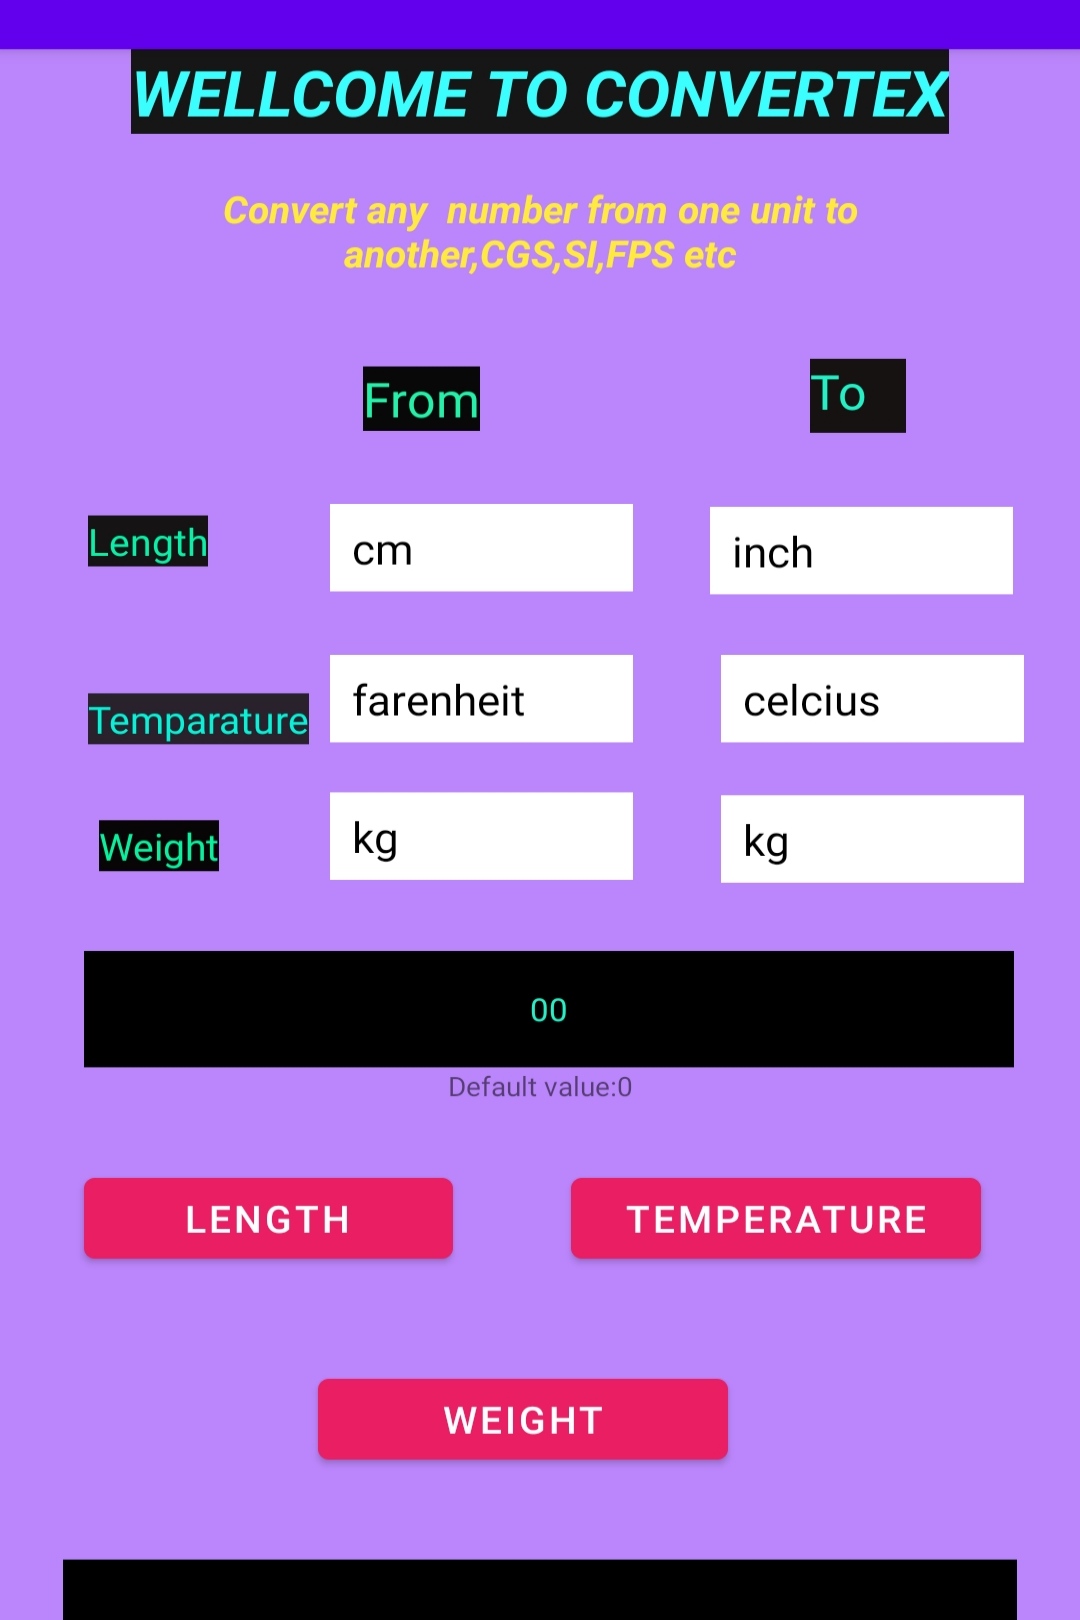 WELLCOME TO CONVERTEX
Convert any  number from one unit to
another,CGS,SI,FPS etc
From
To
Length
cm
inch
Temparature
farenheit
celcius
Weight
kg
kg
00
Default value:0
LENGTH
TEMPERATURE
WEIGHT